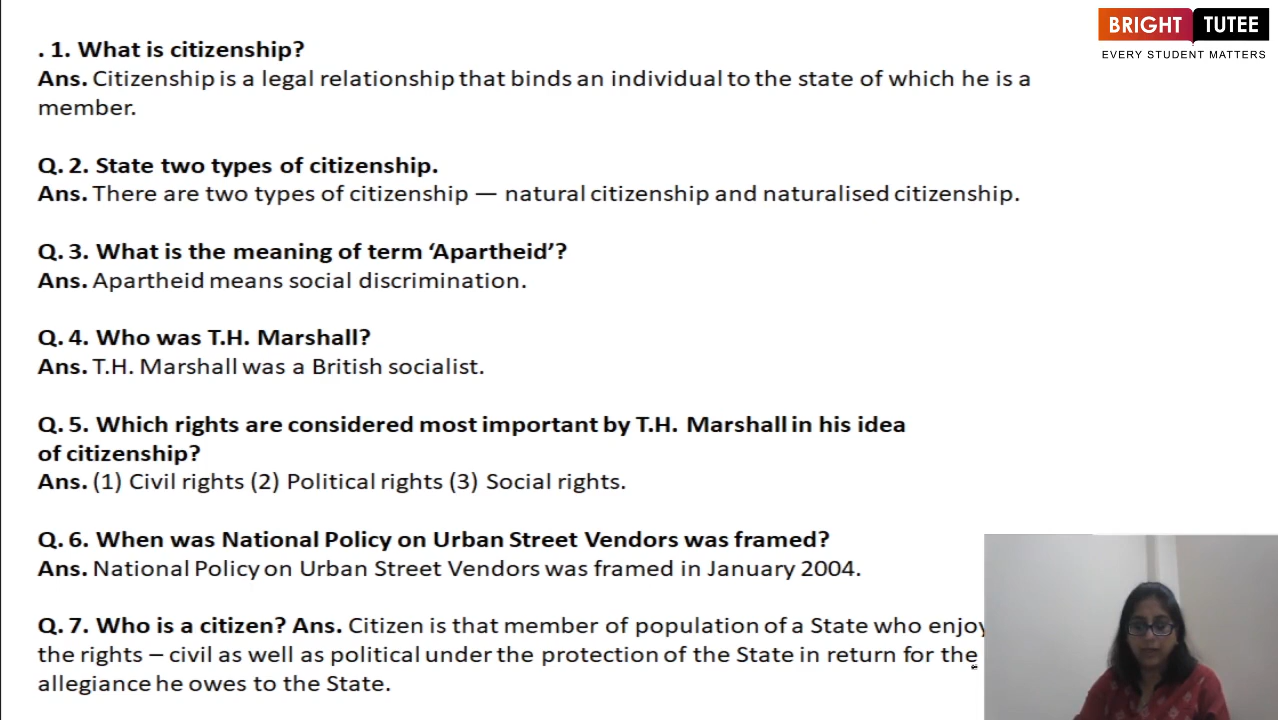 BRIGHT TUTEE
EVERY STUDENT MATTERS
. 1. What is citizenship?
Ans. Citizenship is a legal relationship that binds an individual to the state of which he is a
member.
Q. 2. State two types of citizenship.
Ans. There are two types of citizenship — natural citizenship and naturalised citizenship.
Q. 3. What is the meaning of term ‘Apartheid’?
Ans. Apartheid means social discrimination.
Q. 4. Who was T.H. Marshall?
Ans. T.H. Marshall was a British socialist.
Q. 5. Which rights are considered most important by T.H. Marshall in his idea
of citizenship?
Ans. (1) Civil rights (2) Political rights (3) Social rights.
Q. 6. When was National Policy on Urban Street Vendors was framed?
Ans. National Policy on Urban Street Vendors was framed in January 2004.
Q. 7. Who is a citizen? Ans. Citizen is that member of population of a State who enjoy
the rights – civil as well as political under the protection of the State in return for the
allegiance he owes to the State.